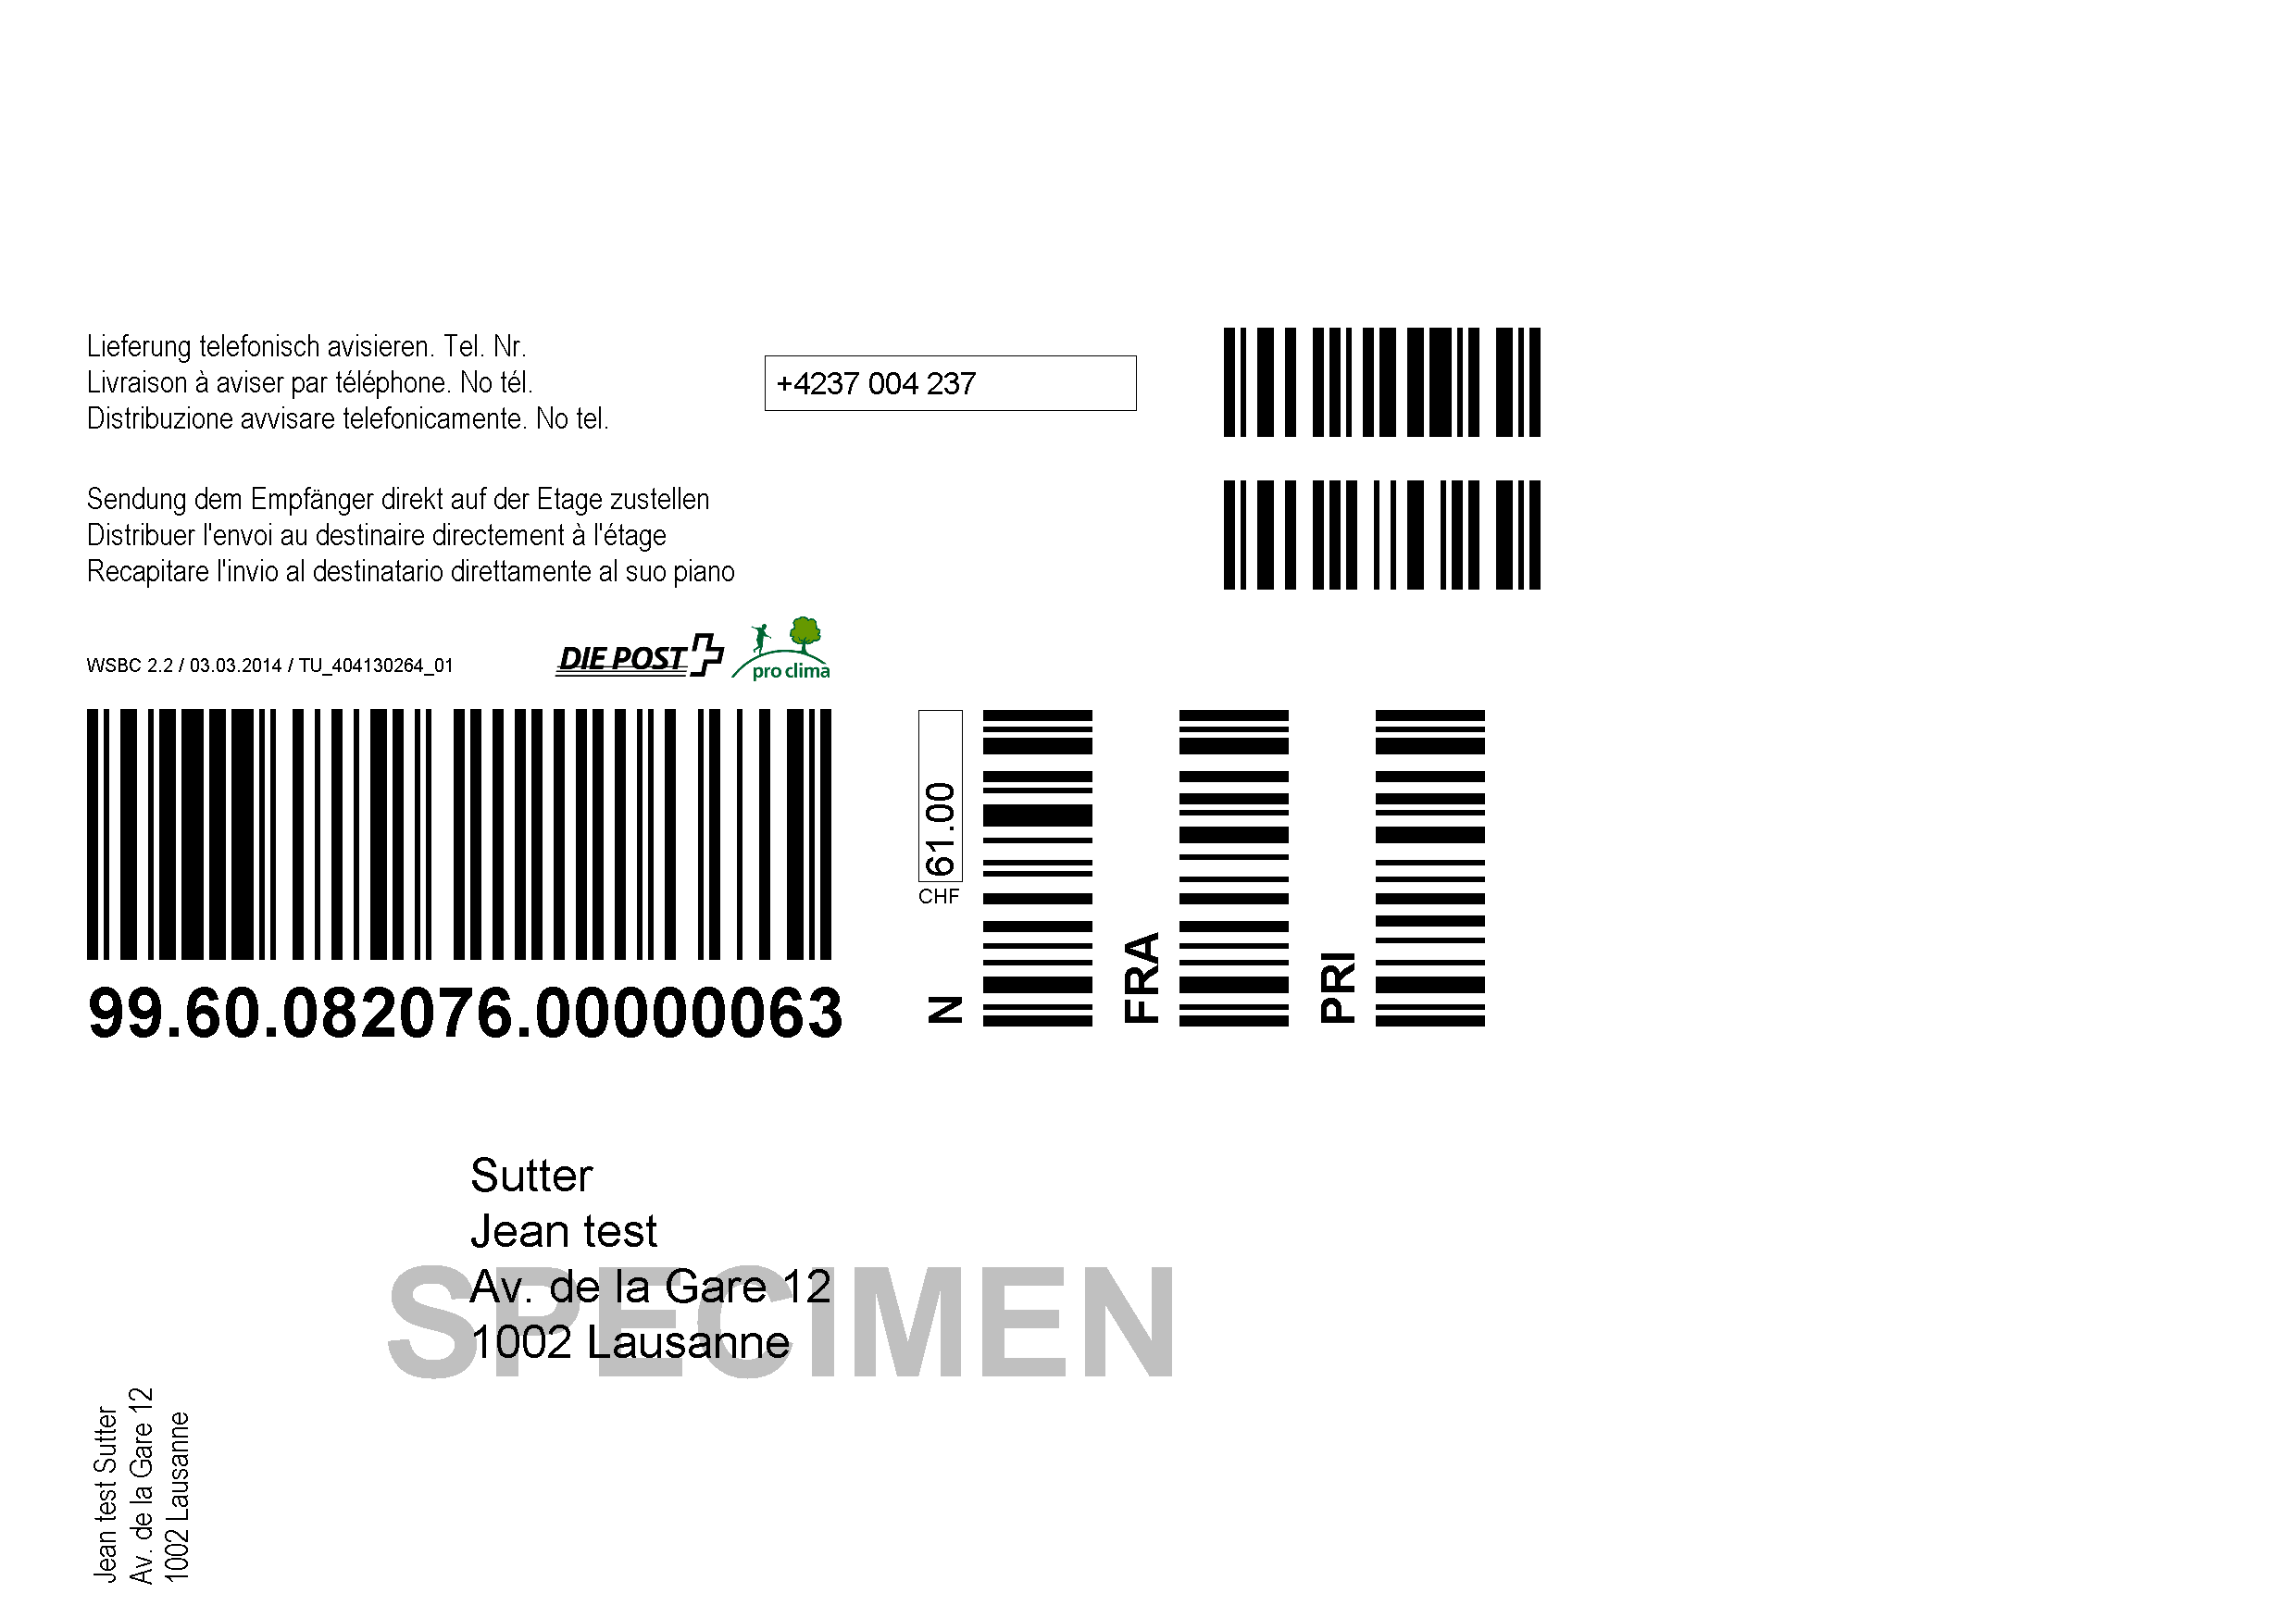 Lieferung telefonisch avisieren. Tel. Nr.
Livraison à aviser par téléphone. No tél.
Distribuzione avvisare telefonicamente. No tel.
+4237 004 237
Sendung dem Empfänger direkt auf der Etage zustellen
Distribuer l'envoi au destinaire directement à l'étage
Recapitare l'invio al destinatario direttamente al suo piano
WSBC 2.2 / 03.03.2014 / TU_404130264_01
DIE POST
pro clima
99.60.082076.00000063
CHF 61.00
N
FRA
PRI
Sutter
Jean test
Av. de la Gare 12
1002 Lausanne
SPECIMEN
Jean test Sutter
Av. de la Gare 12
1002 Lausanne